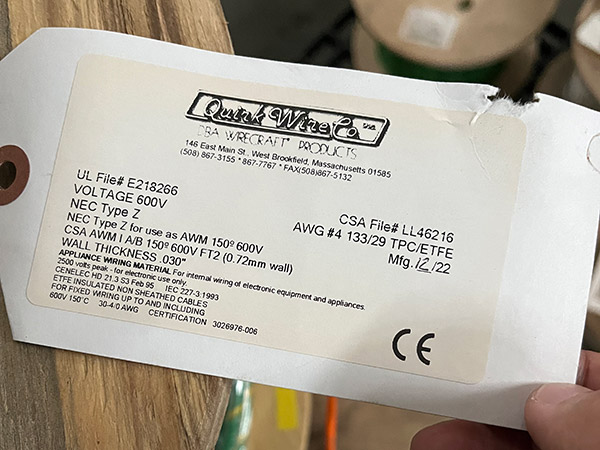 Quirk Wire Co. INC.
DBA WIRECRAFT® PRODUCTS
146 East Main St., West Brookfield, Massachusetts 01585
(508) 867-3155 * 867-7767 * FAX(508)867-5132
UL File# E218266
VOLTAGE 600V
NEC Type Z
NEC Type Z for use as AWM 150º 600V
CSA AWM I A/B 150º 600V FT2 (0.72mm wall)
WALL THICKNESS .030"
CSA File# LL46216
AWG #4 133/29 TPC/ETFE
Mfg. 12/22
APPLIANCE WIRING MATERIAL For internal wiring of electronic equipment and appliances.
2500 volts peak - for electronic use only
CENELEC HD 21.3 S3 Feb 95 IEC 227-3.1993
ETFE INSULATED NON SHEATHED CABLES
FOR FIXED WIRING UP TO AND INCLUDING
600V 150°C 30-4.0 AWG CERTIFICATION 3026976-006
CE